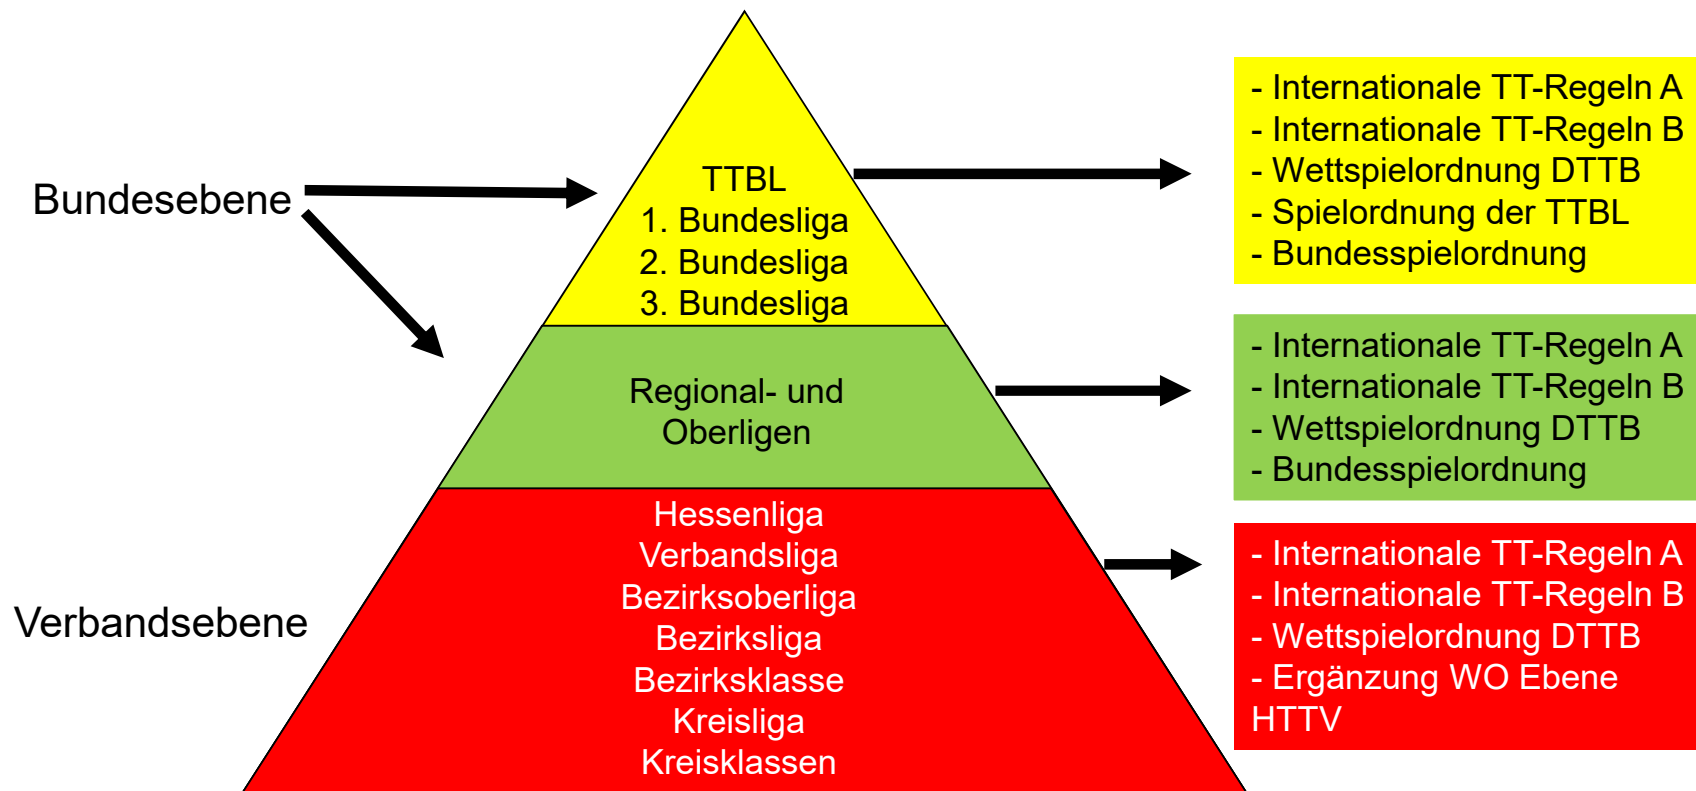 Bundesebene
TTBL
1. Bundesliga
2. Bundesliga
3. Bundesliga
- Internationale TT-Regeln A
- Internationale TT-Regeln B
- Wettspielordnung DTTB
- Spielordnung der TTBL
- Bundesspielordnung
Regional- und
Oberligen
- Internationale TT-Regeln A
- Internationale TT-Regeln B
- Wettspielordnung DTTB
- Bundesspielordnung
Verbandsebene
Hessenliga
Verbandsliga
Bezirksoberliga
Bezirksliga
Bezirksklasse
Kreisliga
Kreisklassen
- Internationale TT-Regeln A
- Internationale TT-Regeln B
- Wettspielordnung DTTB
- Ergänzung WO Ebene
HTTV